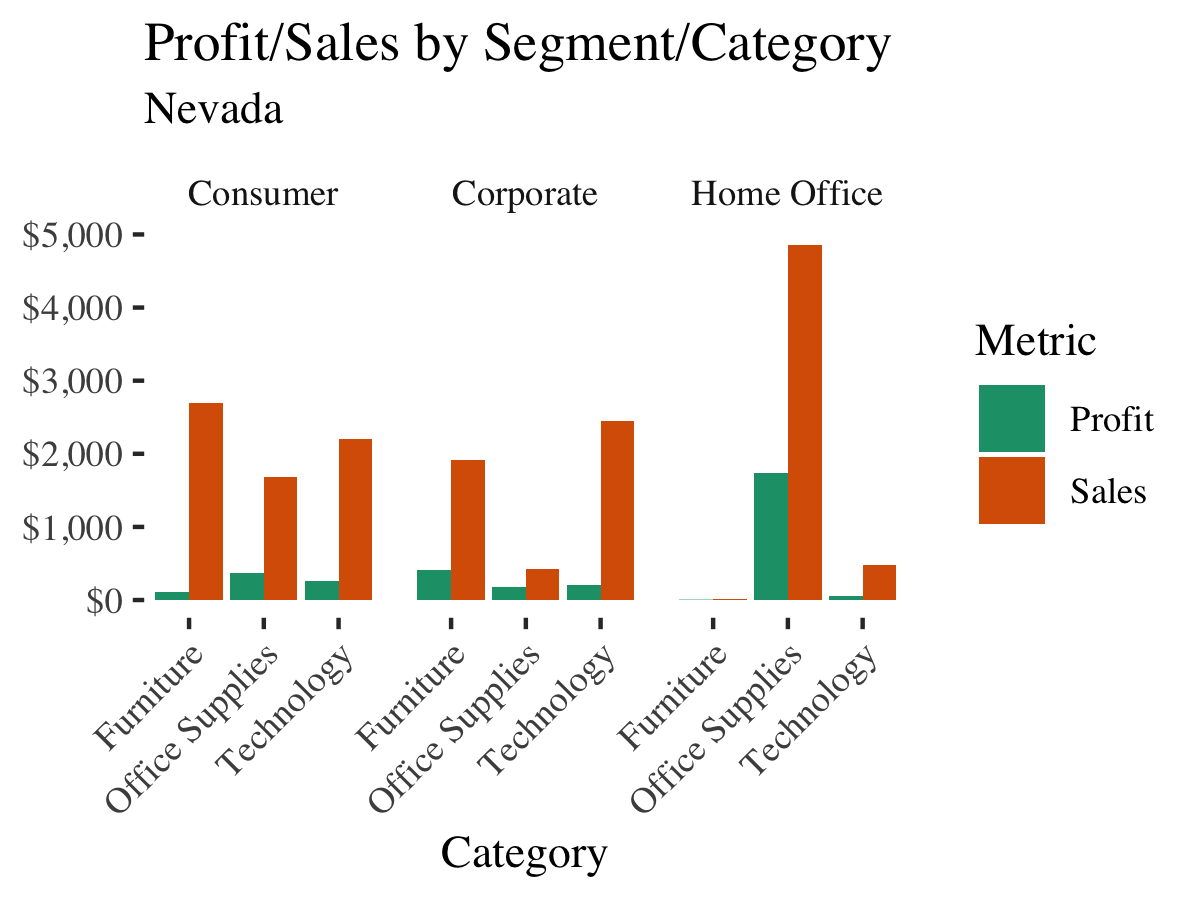 Profit/Sales by Segment/Category
Nevada
Consumer
Corporate
Home Office
$5,000
$4,000
$3,000
$2,000
$1,000
$0
Furniture
Office Supplies
Technology
Furniture
Office Supplies
Technology
Furniture
Office Supplies
Technology
Category
Metric
Profit
Sales